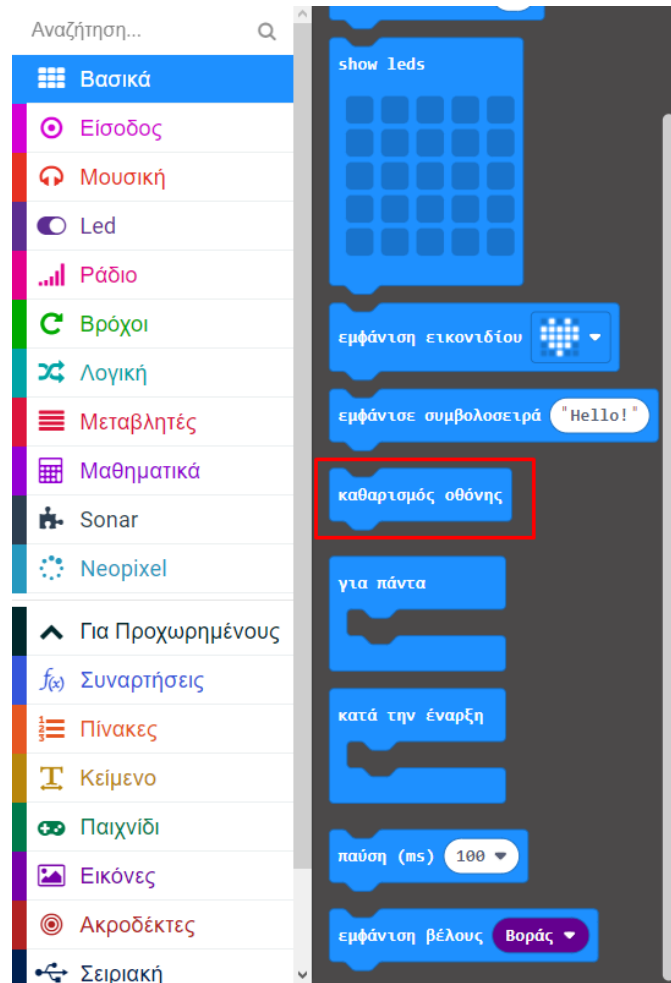 Αναζήτηση...
Βασικά
Είσοδος
Μουσική
Led
Ράδιο
Βρόχοι
Λογική
Μεταβλητές
Μαθηματικά
Sonar
Neopixel
Για Προχωρημένους
f(x) Συναρτήσεις
Πίνακες
Κείμενο
Παιχνίδι
Εικόνες
Ακροδέκτες
Σειριακή
show leds
εμφάνιση εικονιδίου
εμφάνισε συμβολοσειρά "Hello!"
καθαρισμός οθόνης
για πάντα
κατά την έναρξη
παύση (ms) 100
εμφάνιση βέλους Βοράς